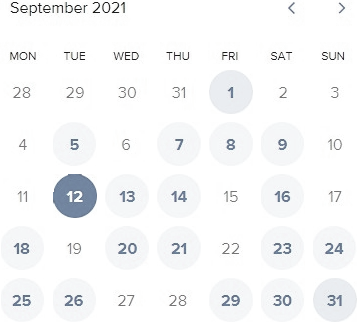 September 2021
MON TUE WED THU FRI SAT SUN
28 29 30 31 1 2 3
4 5 6 7 8 9 10
11 12 13 14 15 16 17
18 19 20 21 22 23 24
25 26 27 28 29 30 31